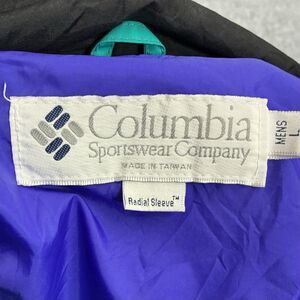 Columbia
Sportswear Company
MADE IN TAIWAN
MENS
Radial Sleeve™